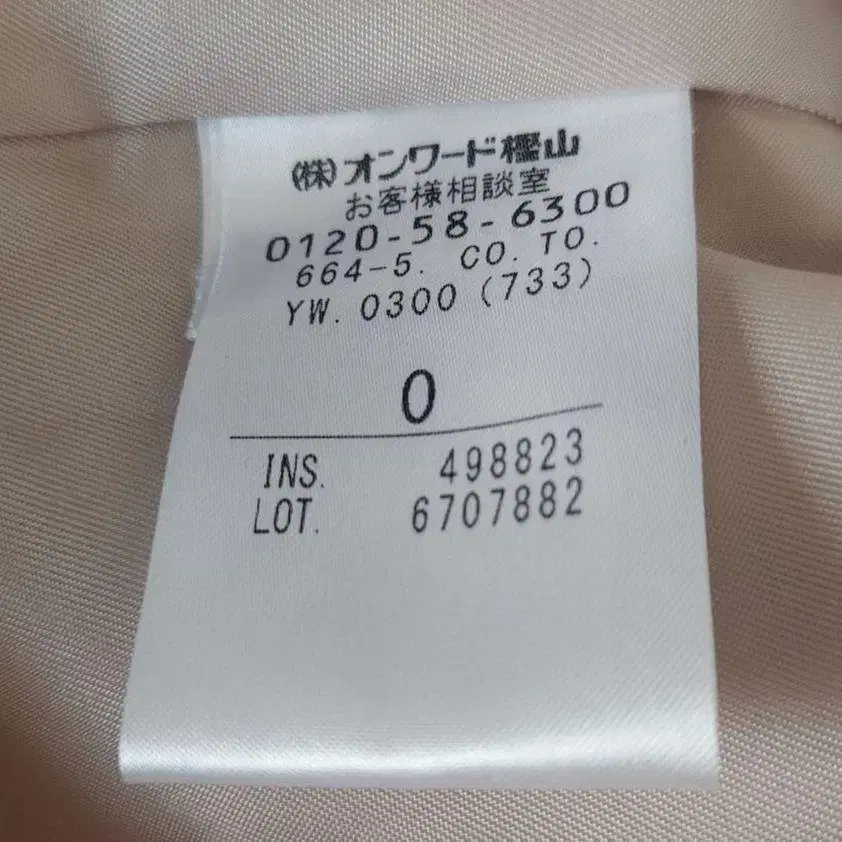 ㈱オンワード樫山
お客様相談室
0120-58-6300
664-5. CO. TO.
YW. 0300 (733)
0
INS. 498823
LOT. 6707882